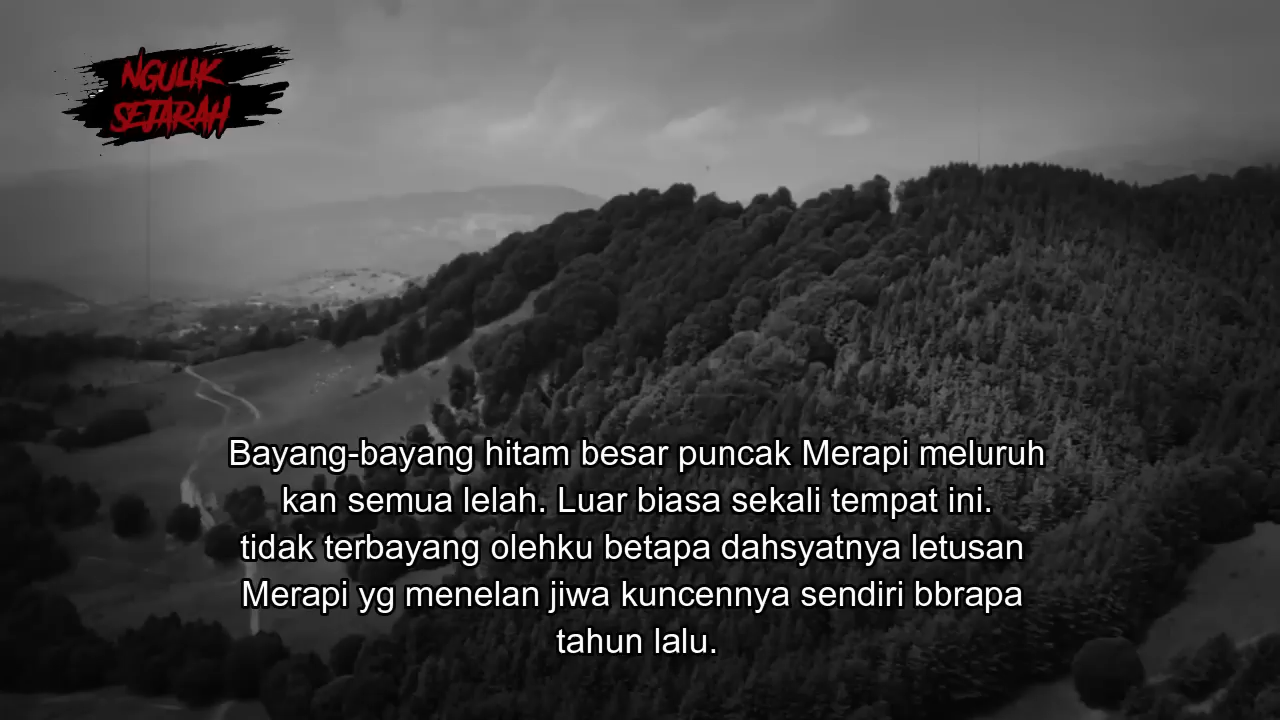 NGULIK
SEJARAH
Bayang-bayang hitam besar puncak Merapi meluruh
kan semua lelah. Luar biasa sekali tempat ini.
tidak terbayang olehku betapa dahsyatnya letusan
Merapi yg menelan jiwa kuncennya sendiri bbrapa
tahun lalu.